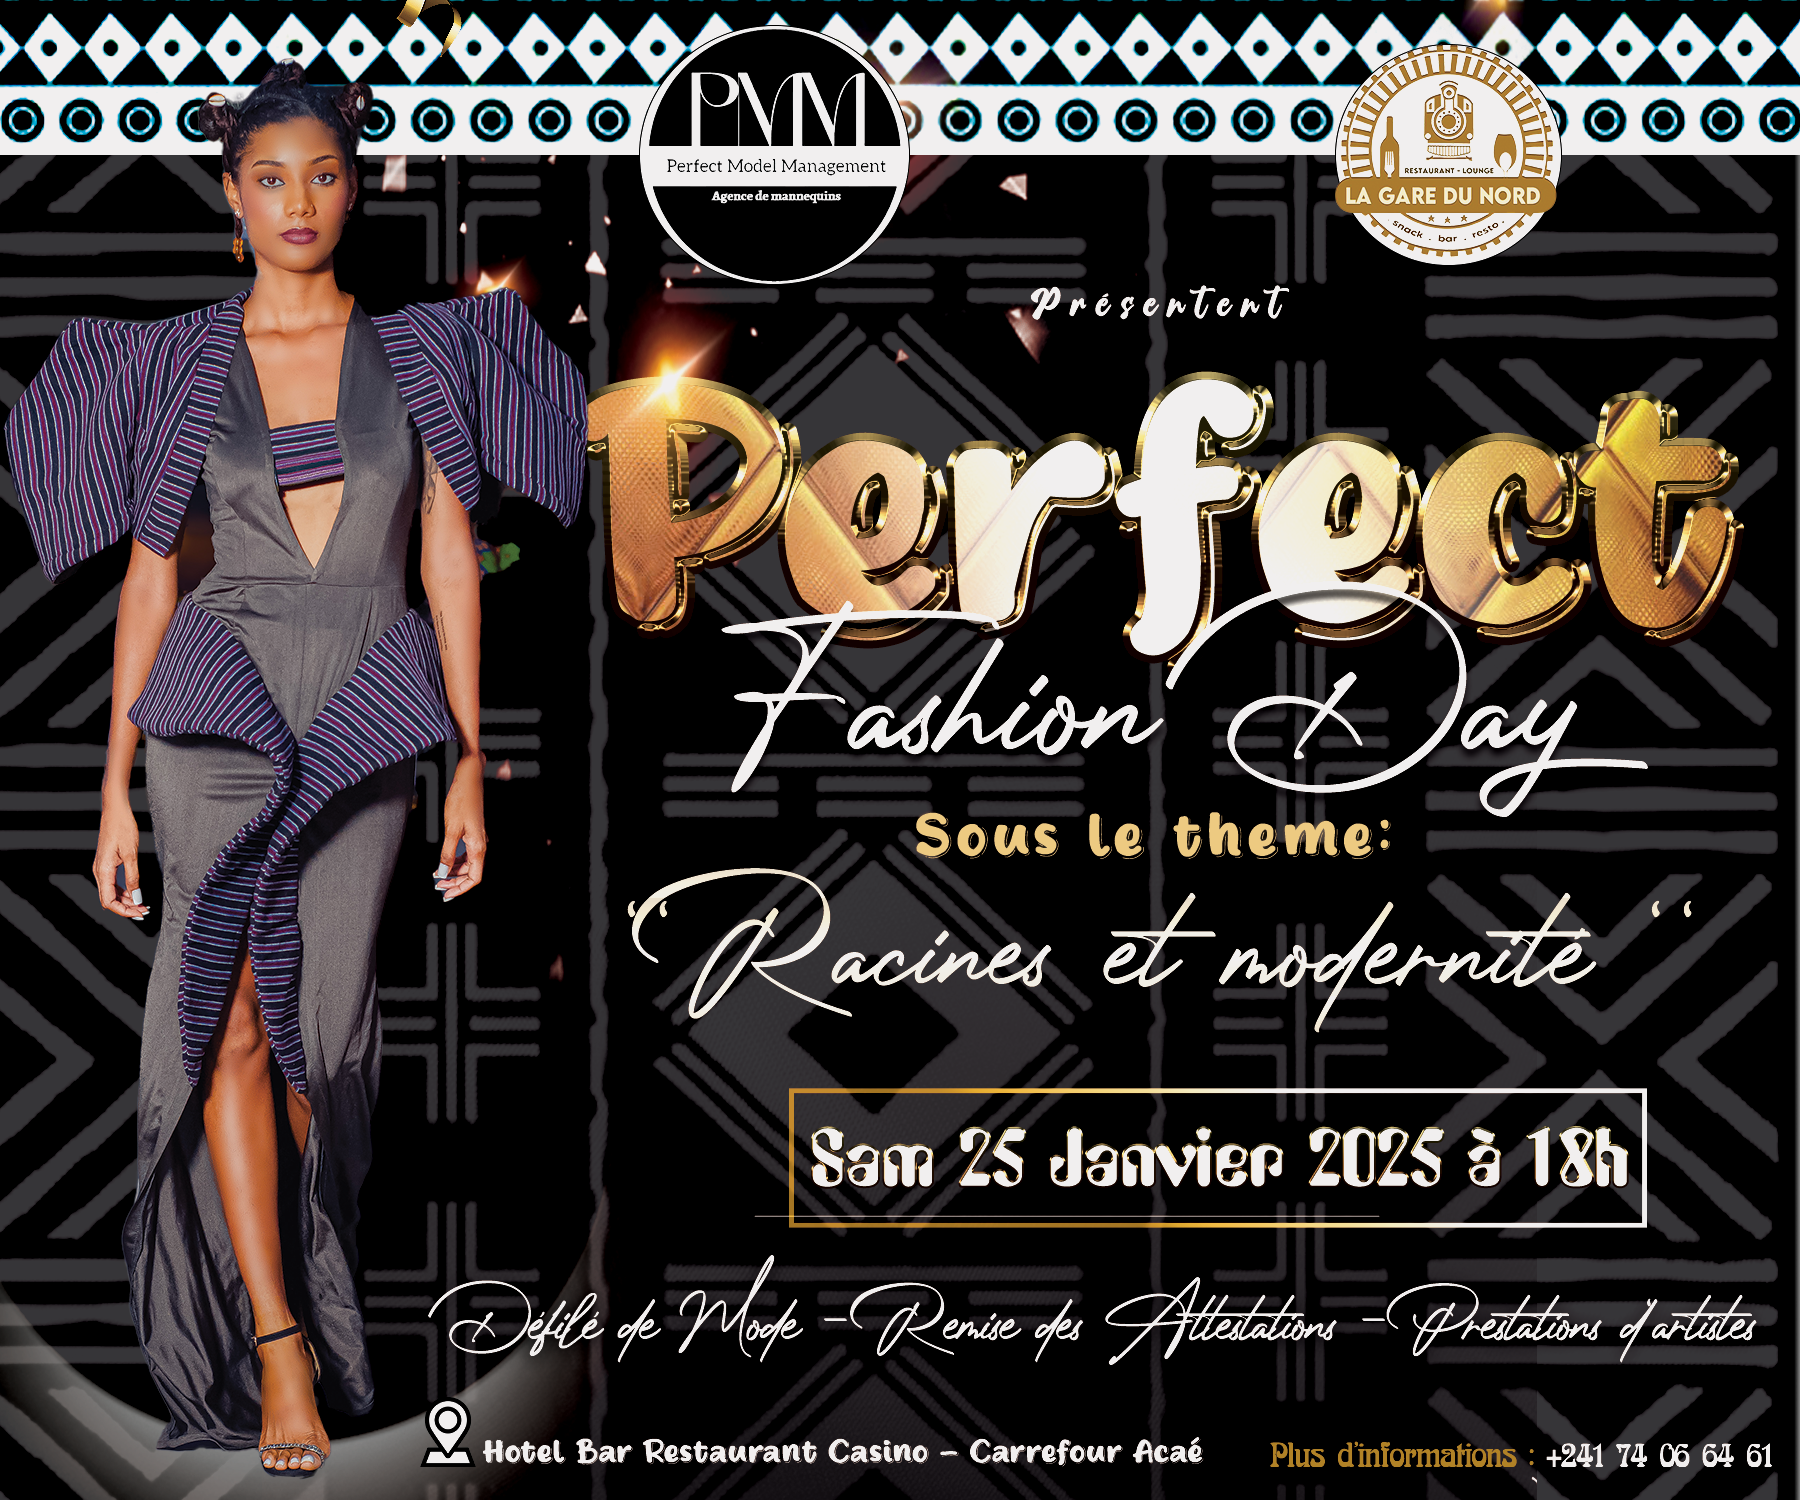 PMM
Perfect Model Management
Agence de mannequins
RESTAURANT - LOUNGE
LA GARE DU NORD
snack . bar . resto .
Présentent
Perfect
Fashion Day
Sous le theme:
“Racines et modernité ‘‘
Sam 25 Janvier 2025 à 18h
Défilé de Mode - Remise des Attestations - Prestations d'artistes
Hotel Bar Restaurant Casino - Carrefour Acaé
Plus d'informations : +241 74 06 64 61